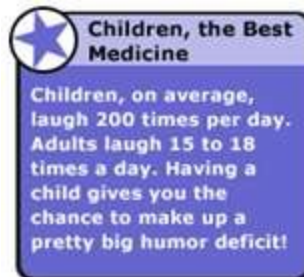 Children, the Best
Medicine
Children, on average,
laugh 200 times per day.
Adults laugh 15 to 18
times a day. Having a
child gives you the
chance to make up a
pretty big humor deficit!